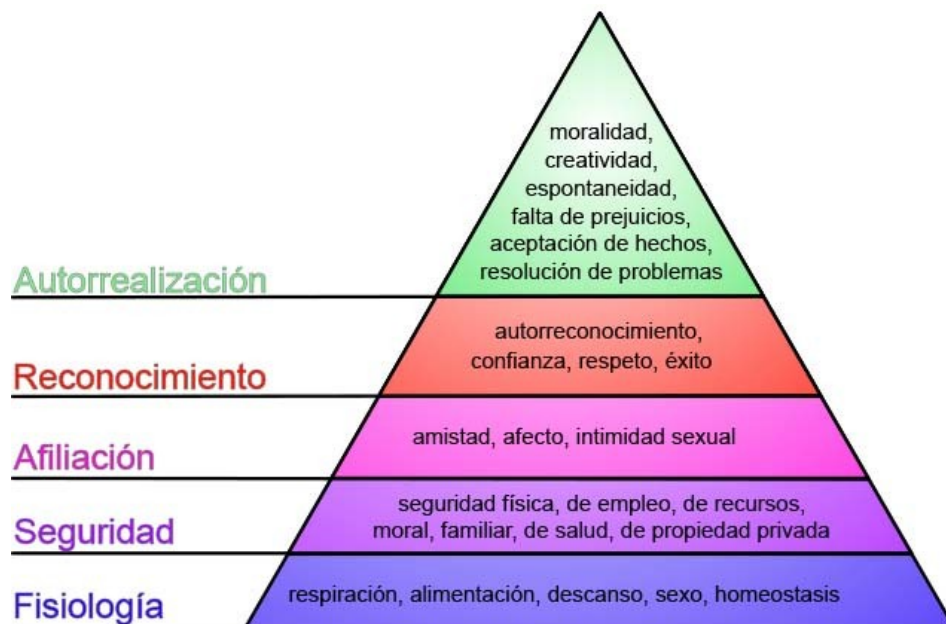 moralidad,
creatividad,
espontaneidad,
falta de prejuicios,
aceptación de hechos,
resolución de problemas
Autorrealización
autorreconocimiento,
confianza, respeto, éxito
Reconocimiento
amistad, afecto, intimidad sexual
Afiliación
seguridad física, de empleo, de recursos,
moral, familiar, de salud, de propiedad privada
Seguridad
respiración, alimentación, descanso, sexo, homeostasis
Fisiología